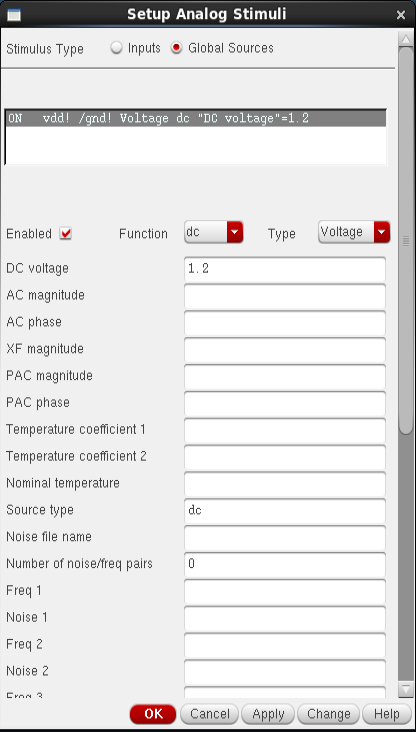 Setup Analog Stimuli
Stimulus Type Inputs Global Sources
ON vdd! /gnd! Voltage dc "DC voltage"=1.2
Enabled Function dc Type Voltage
DC voltage 1.2
AC magnitude
AC phase
XF magnitude
PAC magnitude
PAC phase
Temperature coefficient 1
Temperature coefficient 2
Nominal temperature
Source type dc
Noise file name
Number of noise/freq pairs 0
Freq 1
Noise 1
Freq 2
Noise 2
Freq 3
OK Cancel Apply Change Help